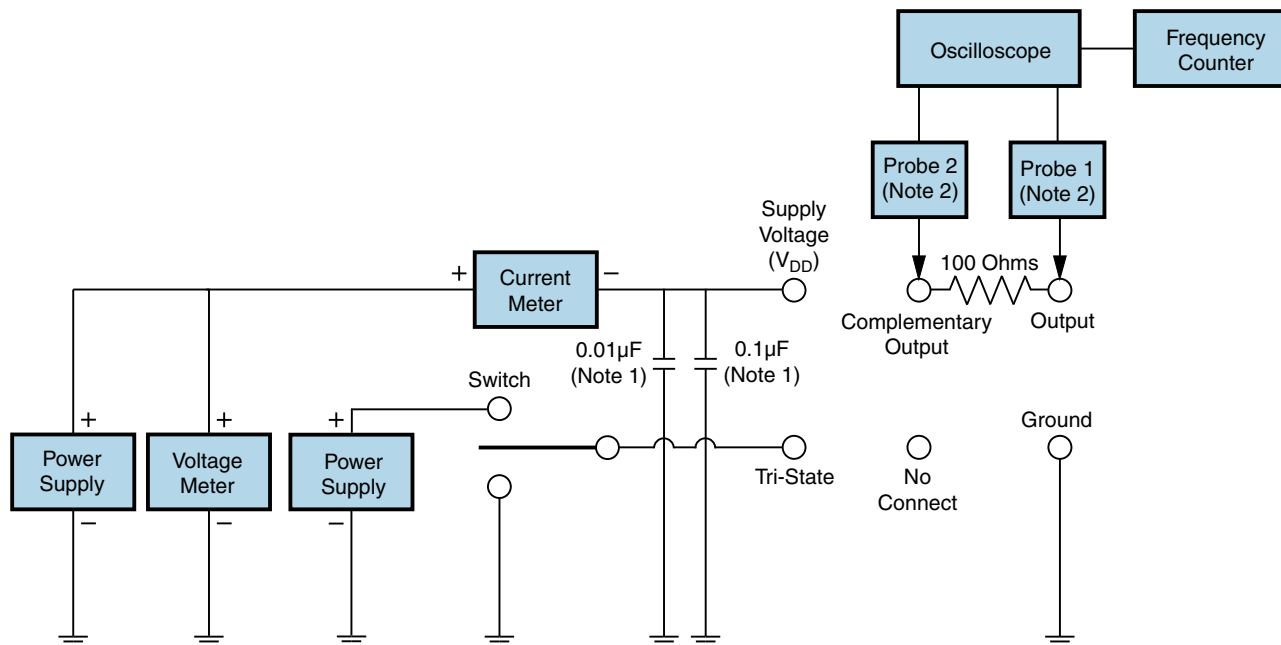 Oscilloscope
Frequency
Counter
Probe 2
(Note 2)
Probe 1
(Note 2)
Supply
Voltage
(VDD)
100 Ohms
+
Current
Meter
−
Complementary
Output
Output
0.01µF
(Note 1)
0.1µF
(Note 1)
Switch
+
Power
Supply
−
+
Voltage
Meter
−
+
Power
Supply
−
Tri-State
No
Connect
Ground